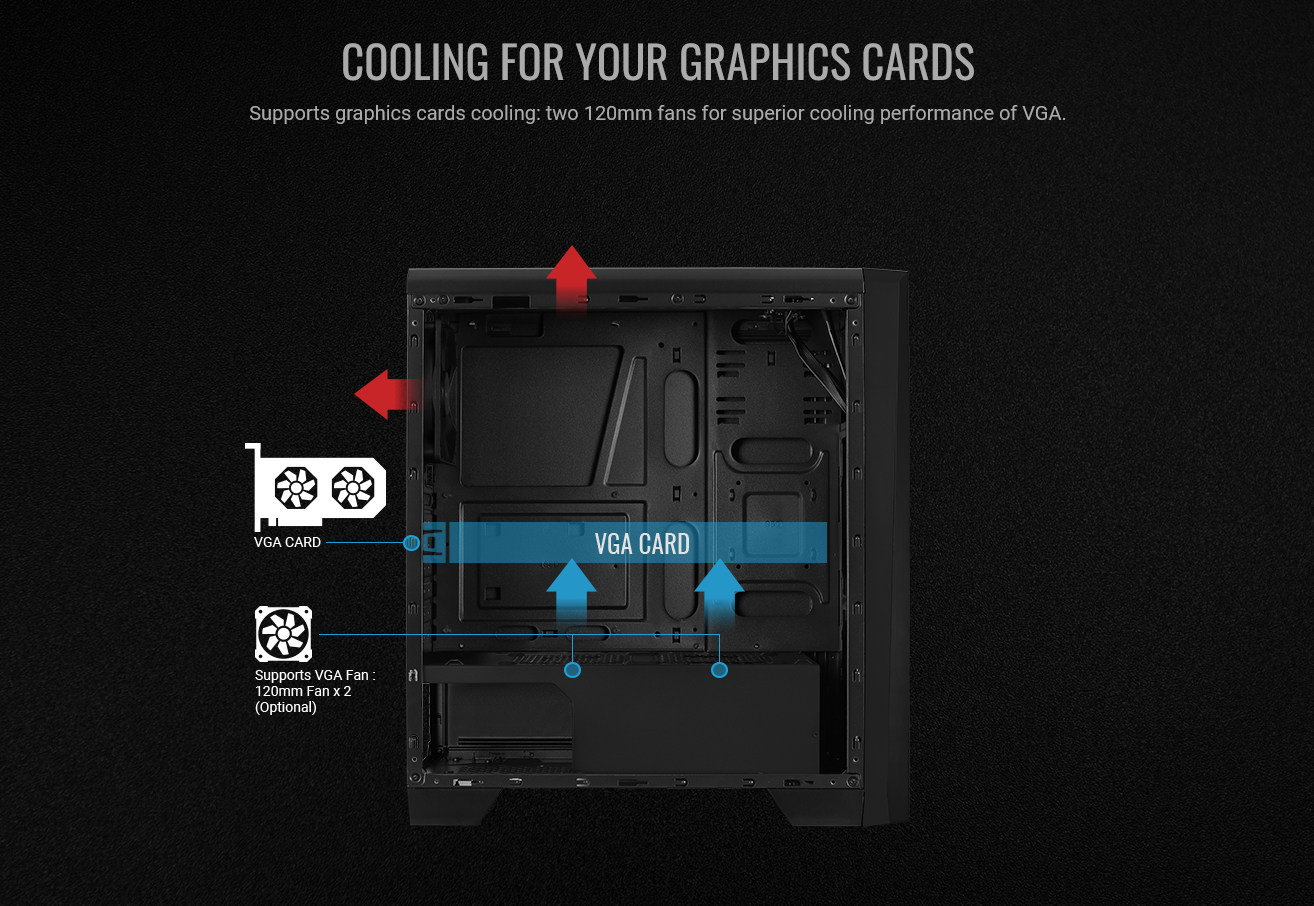 COOLING FOR YOUR GRAPHICS CARDS
Supports graphics cards cooling: two 120mm fans for superior cooling performance of VGA.
VGA CARD
VGA CARD
Supports VGA Fan :
120mm Fan x 2
(Optional)